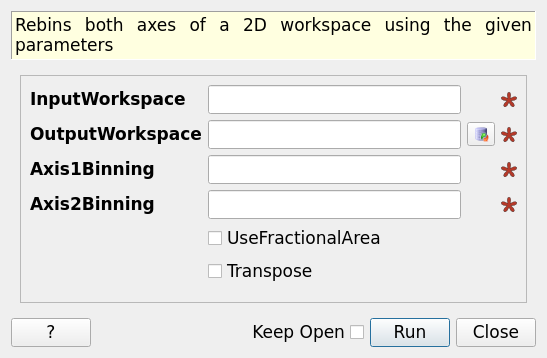 Rebins both axes of a 2D workspace using the given
parameters
InputWorkspace
OutputWorkspace
Axis1Binning
Axis2Binning
UseFractionalArea
Transpose
? Keep Open Run Close